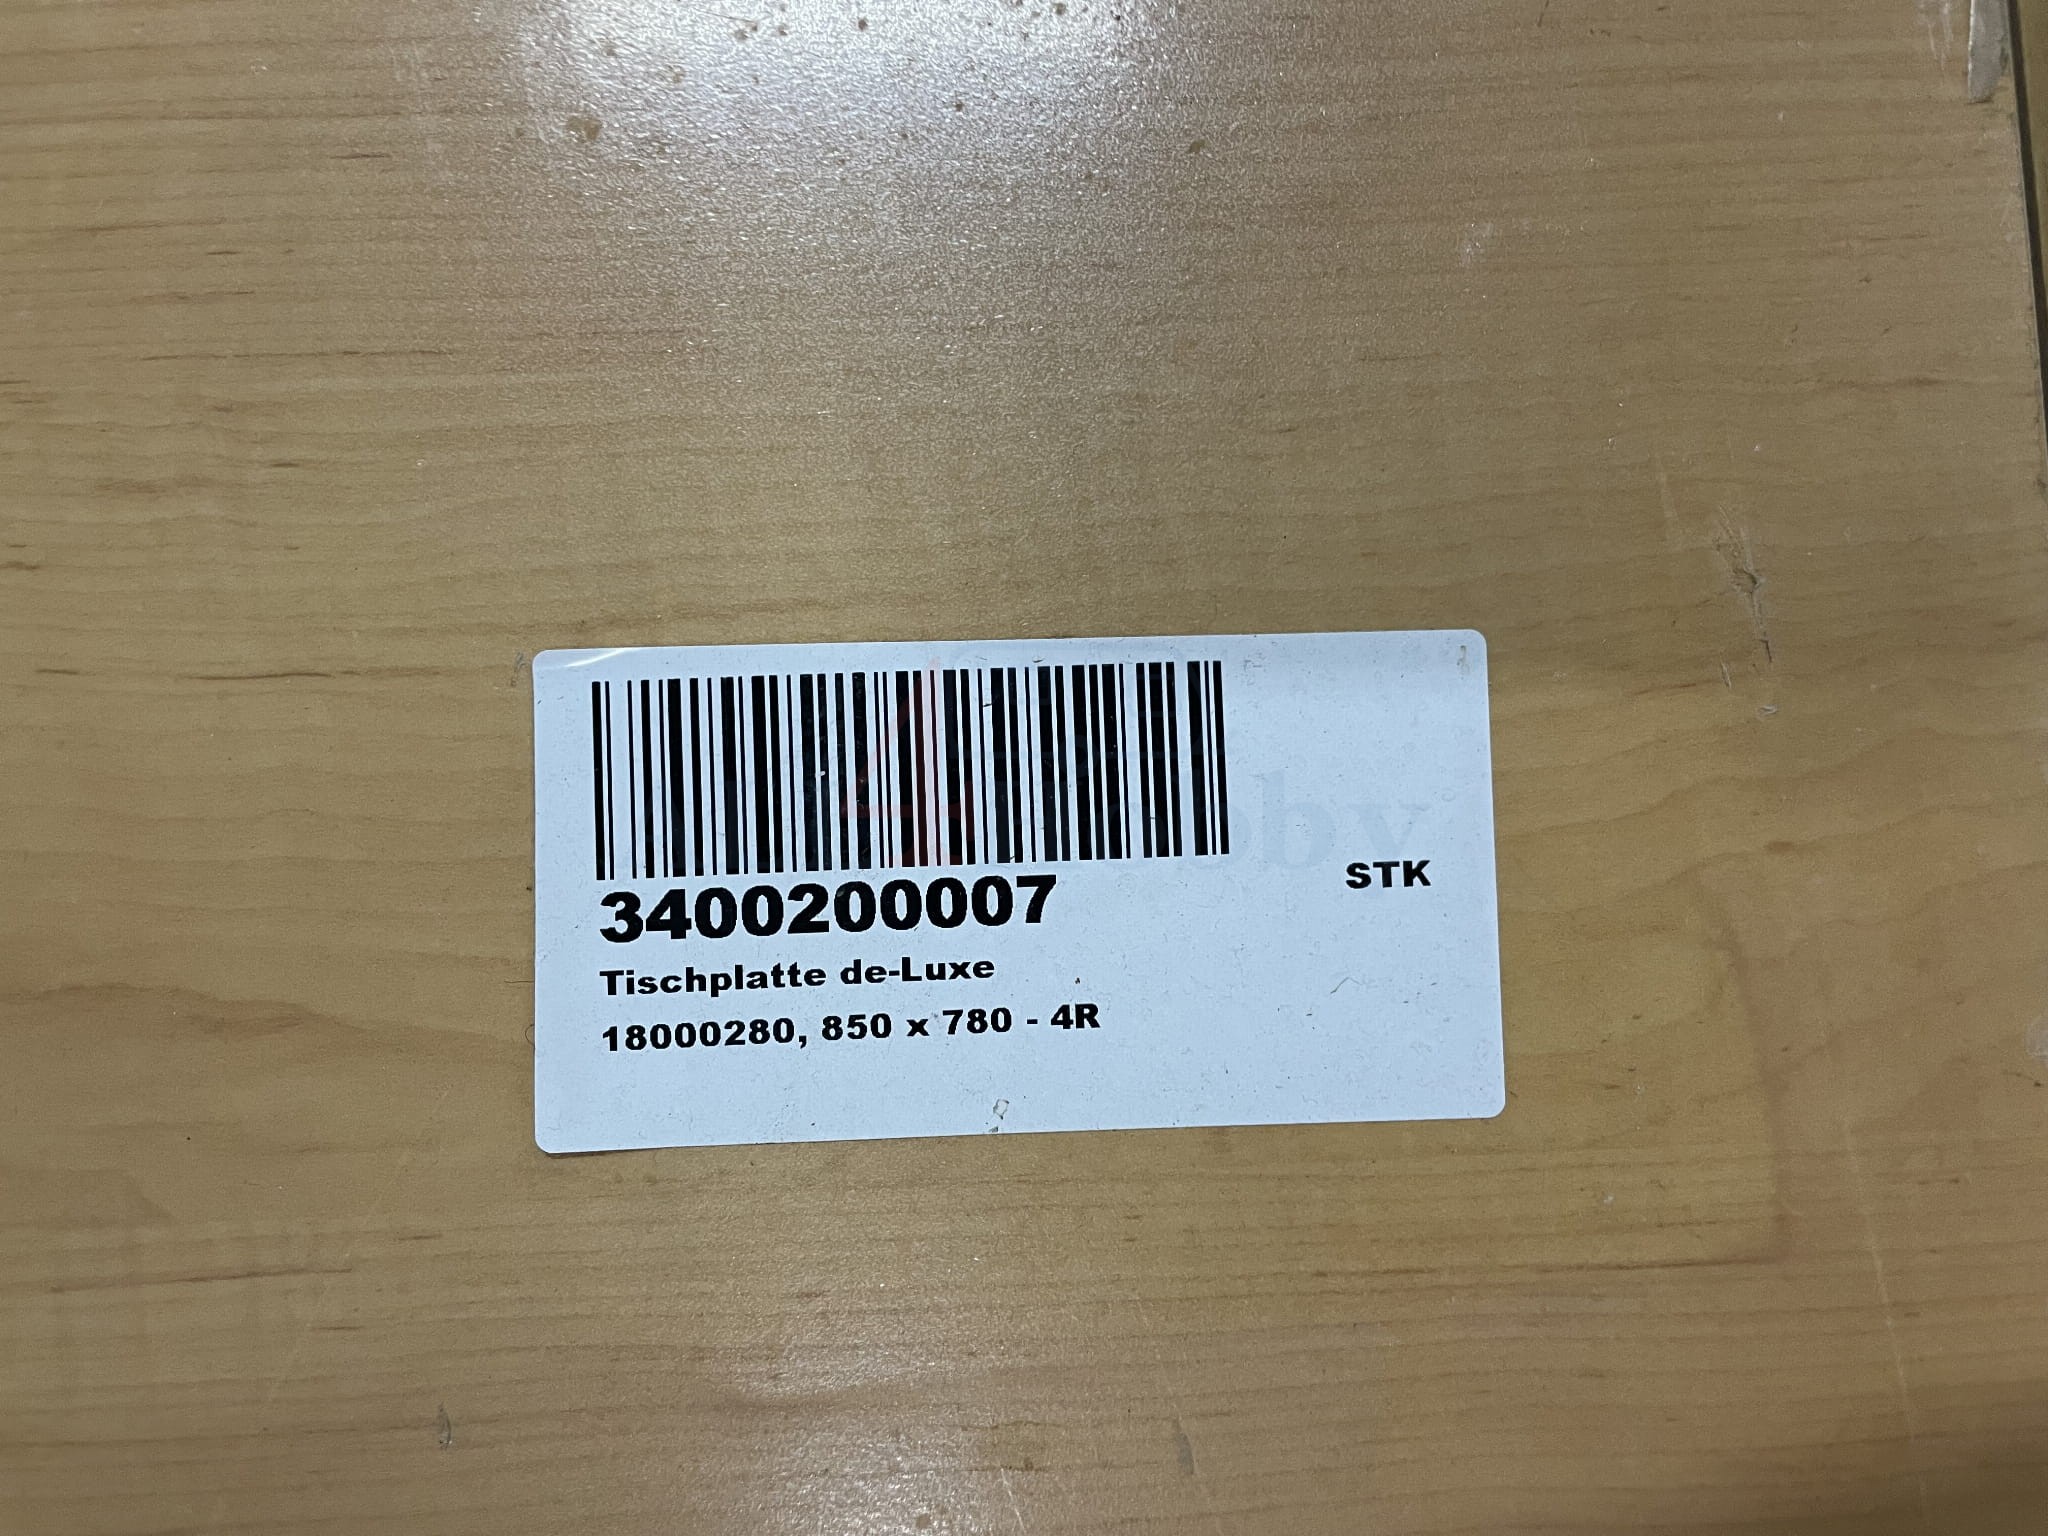 3400200007
STK
Tischplatte de-Luxe
18000280, 850 x 780 - 4R